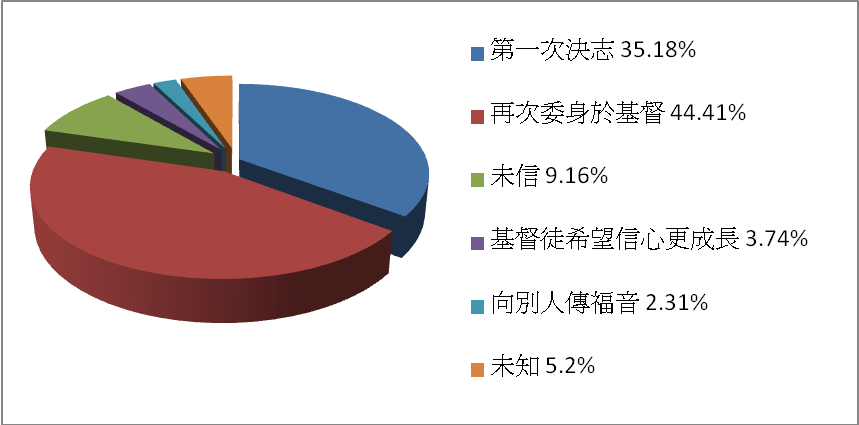 第一次決志 35.18%
再次委身於基督 44.41%
未信 9.16%
基督徒希望信心更成長 3.74%
向別人傳福音 2.31%
未知 5.2%